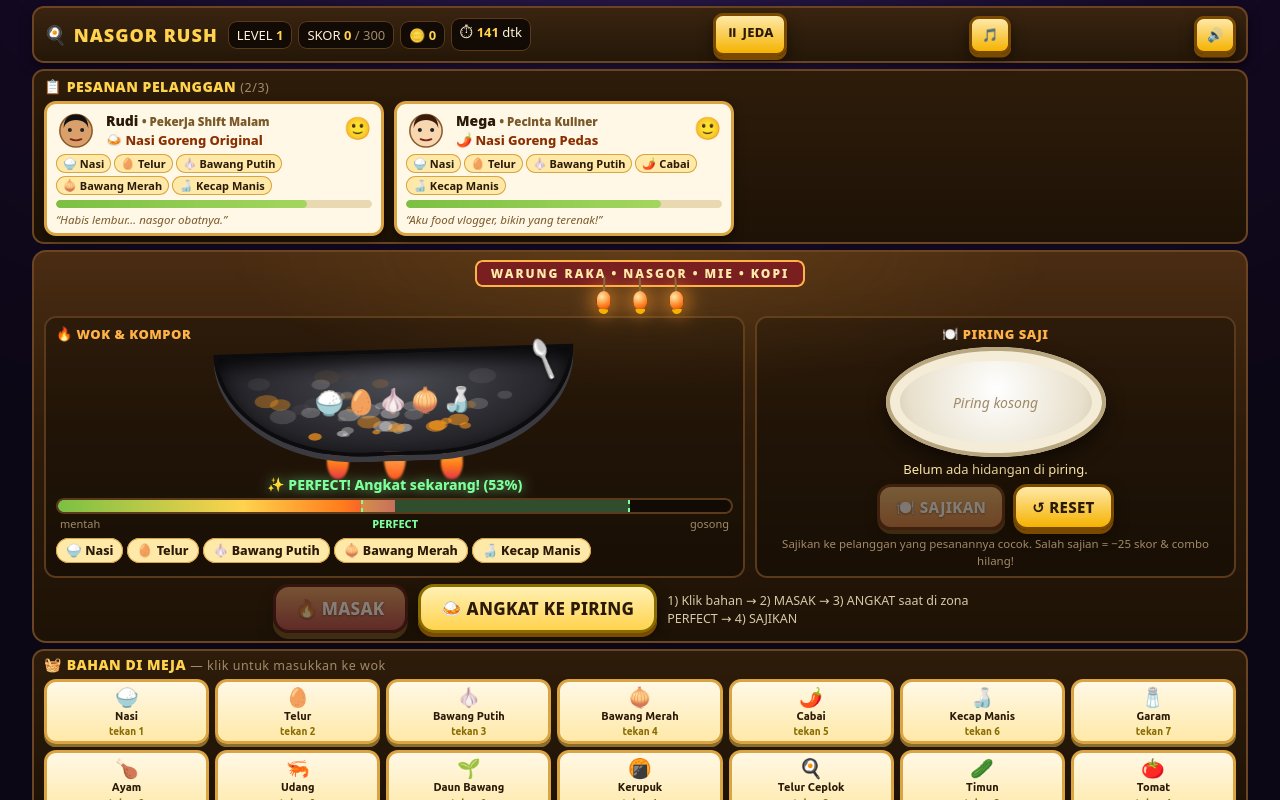 NASGOR RUSH LEVEL 1 SKOR 0 / 300 0 141 dtk JEDA
PESANAN PELANGGAN (2/3)
Rudi • Pekerja Shift Malam
Nasi Goreng Original
Nasi Telur Bawang Putih
Bawang Merah Kecap Manis
“Habis lembur… nasgor obatnya.”
Mega • Pecinta Kuliner
Nasi Goreng Pedas
Nasi Telur Bawang Putih Cabai
Kecap Manis
“Aku food vlogger, bikin yang terenak!”
WARUNG RAKA • NASGOR • MIE • KOPI
WOK & KOMPOR
PERFECT! Angkat sekarang! (53%)
mentah PERFECT gosong
Nasi Telur Bawang Putih Bawang Merah Kecap Manis
PIRING SAJI
Piring kosong
Belum ada hidangan di piring.
SAJIKAN ↺ RESET
Sajikan ke pelanggan yang pesanannya cocok. Salah sajian = −25 skor & combo
hilang!
MASAK ANGKAT KE PIRING
1) Klik bahan → 2) MASAK → 3) ANGKAT saat di zona
PERFECT → 4) SAJIKAN
BAHAN DI MEJA — klik untuk masukkan ke wok
Nasi Telur Bawang Putih Bawang Merah Cabai Kecap Manis Garam
tekan 1 tekan 2 tekan 3 tekan 4 tekan 5 tekan 6 tekan 7
Ayam Udang Daun Bawang Kerupuk Telur Ceplok Timun Tomat